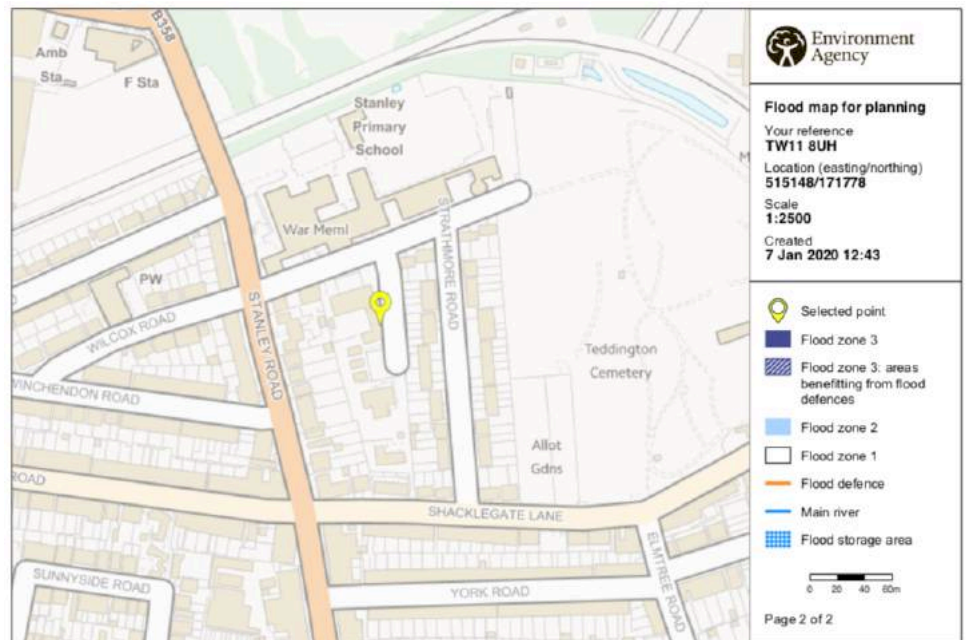 B358
Amb
Sta
F Sta
Stanley
Primary
School
War Meml
STRATHMORE ROAD
PW
WILCOX ROAD
STANLEY ROAD
WINCHENDON ROAD
Teddington
Cemetery
Allot
Gdns
ROAD
SHACKLEGATE LANE
ELMTREE ROAD
SUNNYSIDE ROAD
YORK ROAD
Environment
Agency
Flood map for planning
Your reference
TW11 8UH
Location (easting/northing)
515148/171778
Scale
1:2500
Created
7 Jan 2020 12:43
Selected point
Flood zone 3
Flood zone 3: areas
benefitting from flood
defences
Flood zone 2
Flood zone 1
Flood defence
Main river
Flood storage area
0 20 40 60m
Page 2 of 2